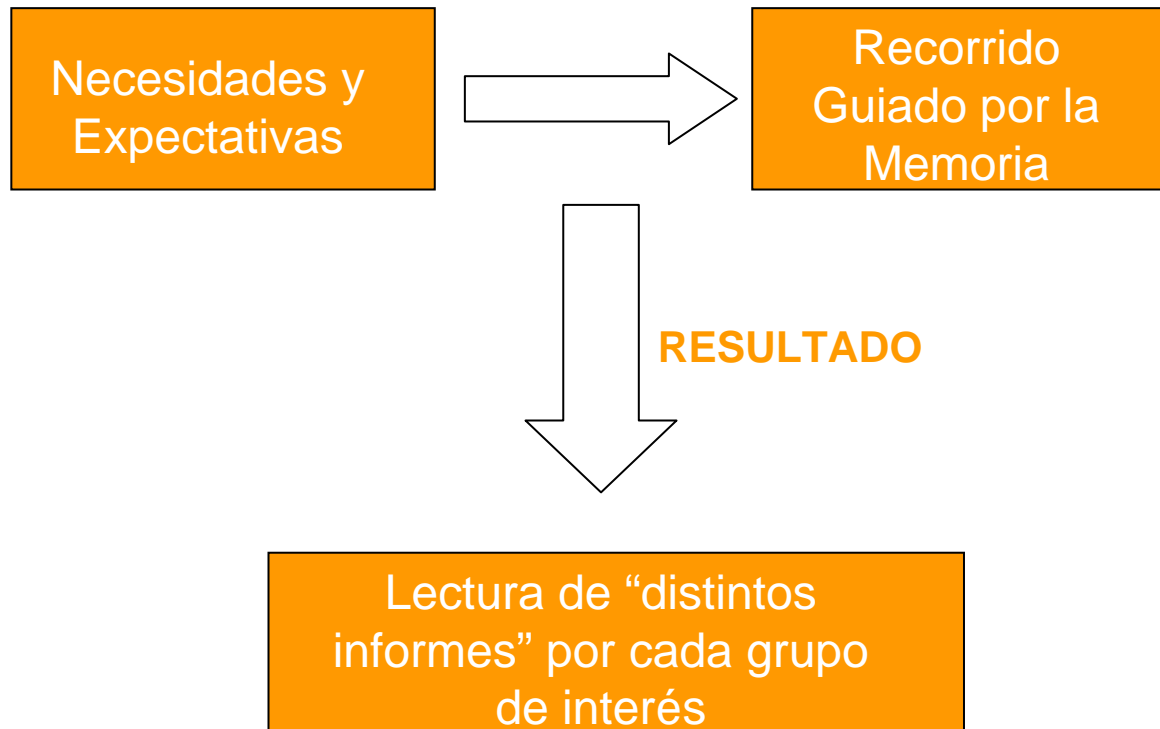 Necesidades y
Expectativas
Recorrido
Guiado por la
Memoria
RESULTADO
Lectura de “distintos
informes” por cada grupo
de interés